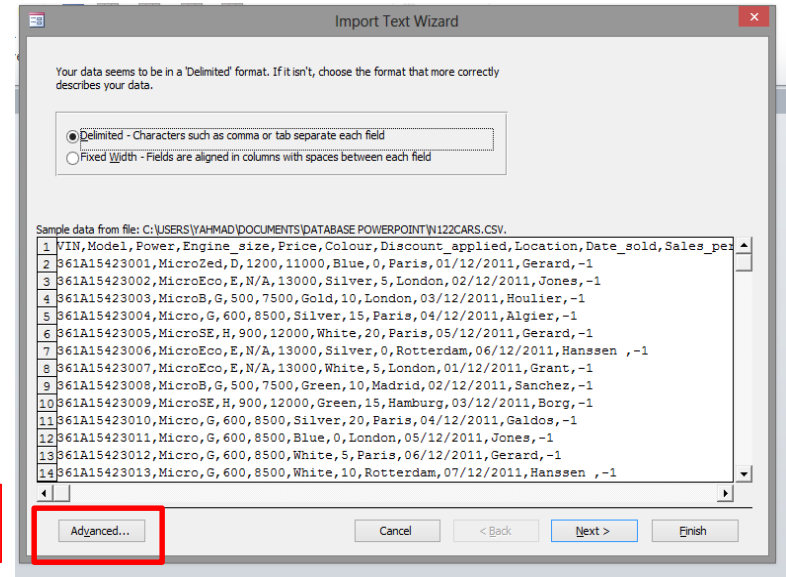 Import Text Wizard
Your data seems to be in a 'Delimited' format. If it isn't, choose the format that more correctly
describes your data.
Delimited - Characters such as comma or tab separate each field
Fixed Width - Fields are aligned in columns with spaces between each field
Sample data from file: C:\USERS\YAHMAD\DOCUMENTS\DATABASE POWERPOINT\N122CARS.CSV.
1 VIN,Model,Power,Engine_size,Price,Colour,Discount_applied,Location,Date_sold,Sales_per
2 361A15423001,MicroZed,D,1200,11000,Blue,0,Paris,01/12/2011,Gerard,-1
3 361A15423002,MicroEco,E,N/A,13000,Silver,5,London,02/12/2011,Jones,-1
4 361A15423003,MicroB,G,500,7500,Gold,10,London,03/12/2011,Houlier,-1
5 361A15423004,Micro,G,600,8500,Silver,15,Paris,04/12/2011,Algier,-1
6 361A15423005,MicroSE,H,900,12000,White,20,Paris,05/12/2011,Gerard,-1
7 361A15423006,MicroEco,E,N/A,13000,Silver,0,Rotterdam,06/12/2011,Hanssen ,-1
8 361A15423007,MicroEco,E,N/A,13000,White,5,London,01/12/2011,Grant,-1
9 361A15423008,MicroB,G,500,7500,Green,10,Madrid,02/12/2011,Sanchez,-1
10 361A15423009,MicroSE,H,900,12000,Green,15,Hamburg,03/12/2011,Borg,-1
11 361A15423010,Micro,G,600,8500,Silver,20,Paris,04/12/2011,Galdos,-1
12 361A15423011,Micro,G,600,8500,Blue,0,London,05/12/2011,Jones,-1
13 361A15423012,Micro,G,600,8500,White,5,Paris,06/12/2011,Gerard,-1
14 361A15423013,Micro,G,600,8500,White,10,Rotterdam,07/12/2011,Hanssen ,-1
Advanced... Cancel < Back Next > Finish